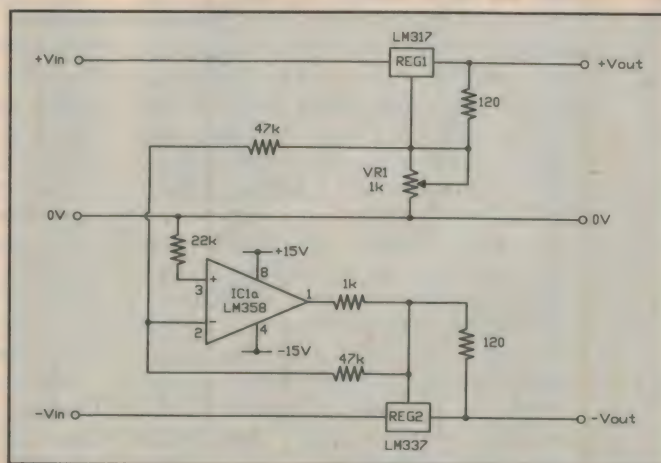 LM317
+Vin
REG1
+Vout
120
47k
VR1
1k
0V
0V
22k
+15V
8
+
3
IC1a
LM358
1
1k
-
2
4
-15V
47k
120
-Vin
REG2
-Vout
LM337